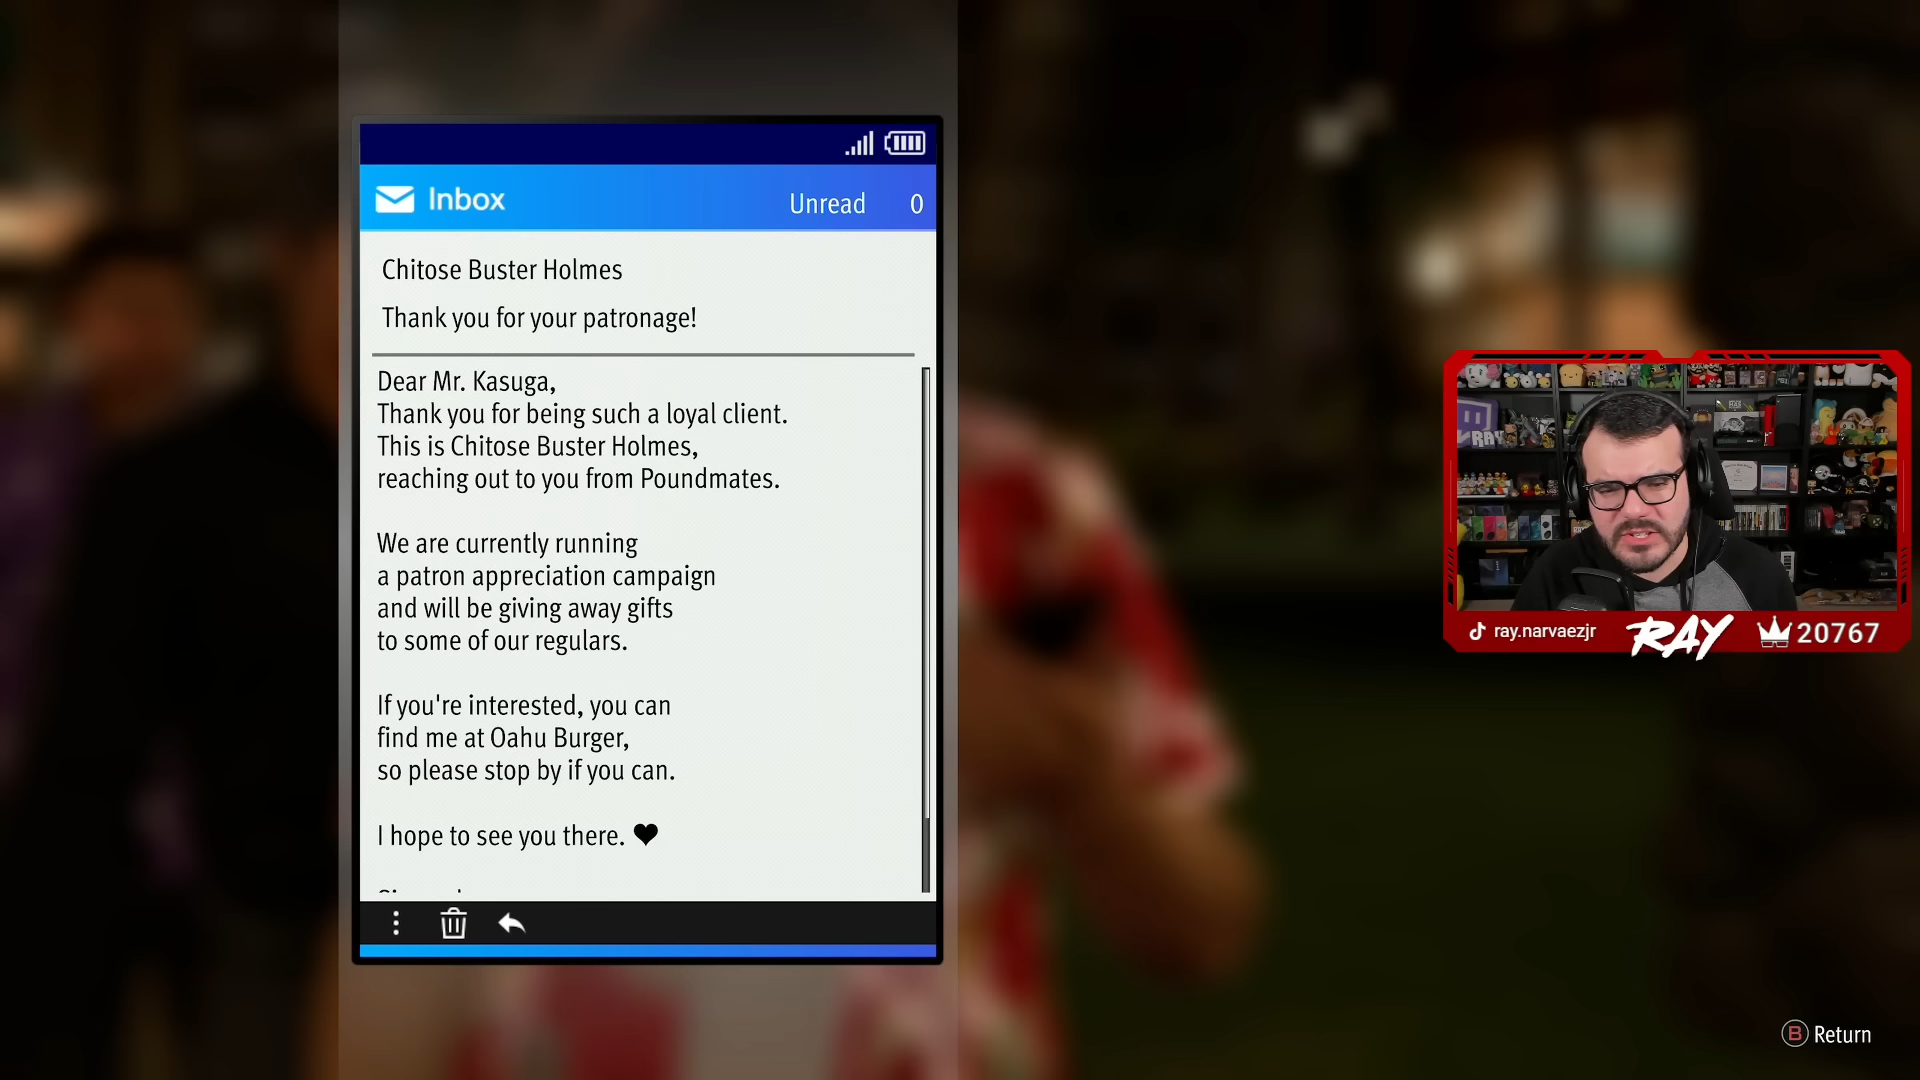 Inbox
Unread 0
Chitose Buster Holmes
Thank you for your patronage!
Dear Mr. Kasuga,
Thank you for being such a loyal client.
This is Chitose Buster Holmes,
reaching out to you from Poundmates.
We are currently running
a patron appreciation campaign
and will be giving away gifts
to some of our regulars.
If you're interested, you can
find me at Oahu Burger,
so please stop by if you can.
I hope to see you there. ♥
RAY
ray.narvaezjr
RAY
20767
B Return